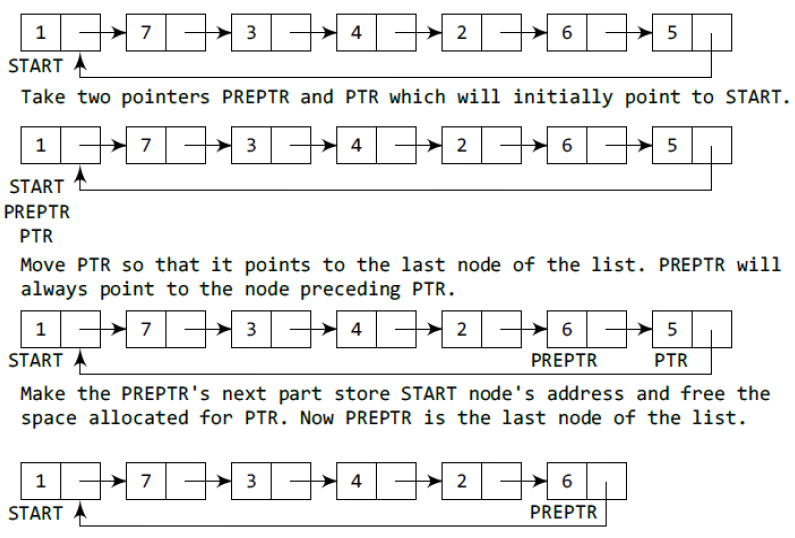 1 7 3 4 2 6 5
START
Take two pointers PREPTR and PTR which will initially point to START.
1 7 3 4 2 6 5
START
PREPTR
PTR
Move PTR so that it points to the last node of the list. PREPTR will
always point to the node preceding PTR.
1 7 3 4 2 6 5
START PREPTR PTR
Make the PREPTR's next part store START node's address and free the
space allocated for PTR. Now PREPTR is the last node of the list.
1 7 3 4 2 6
START PREPTR